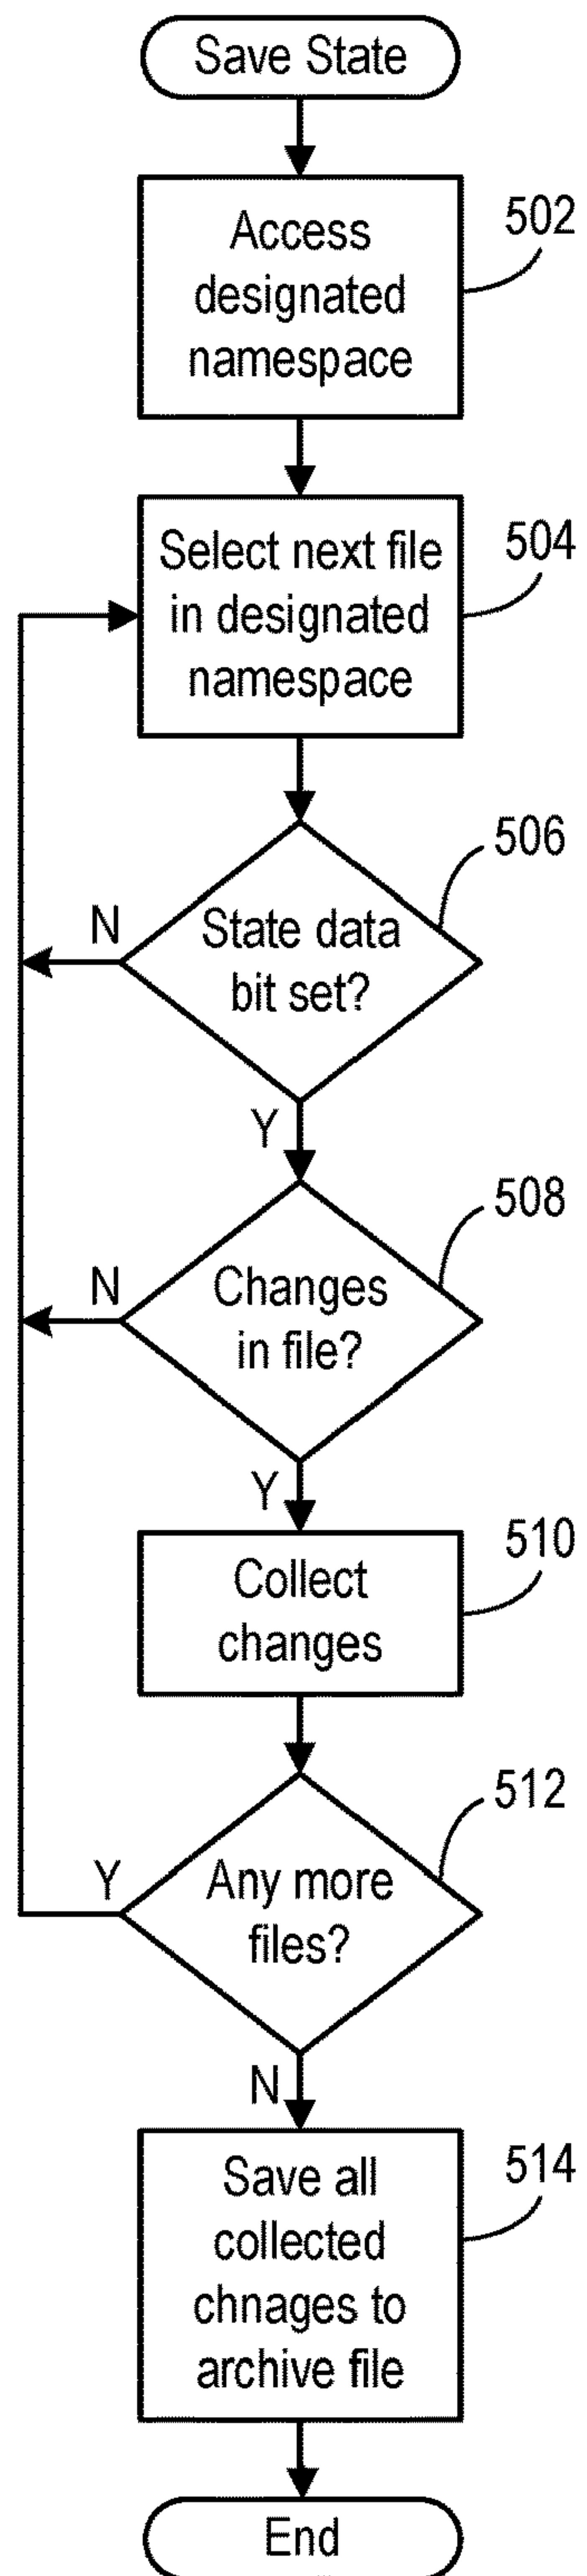 Save State
502
Access
designated
namespace
504
Select next file
in designated
namespace
506
N
State data
bit set?
Y
508
N
Changes
in file?
Y
510
Collect
changes
512
Y
Any more
files?
N
514
Save all
collected
chnages to
archive file
End